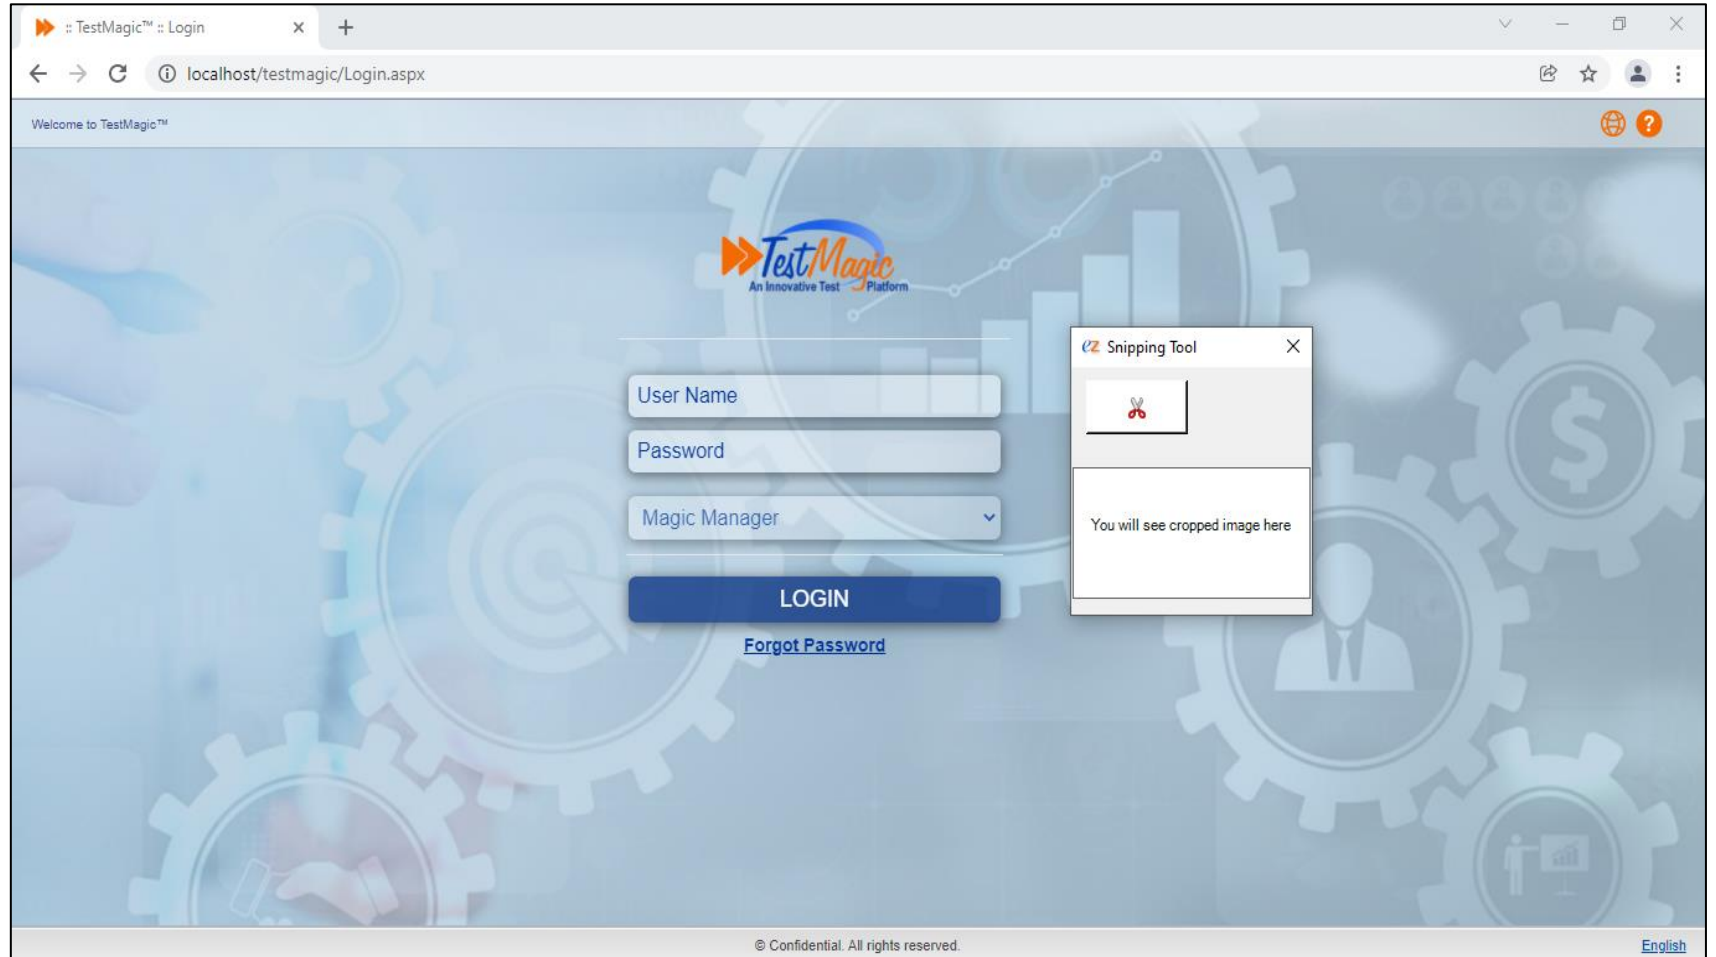 :: TestMagic™ :: Login
localhost/testmagic/Login.aspx
Welcome to TestMagic™
TestMagic
An Innovative Test Platform
User Name
Password
Magic Manager
LOGIN
Forgot Password
ez Snipping Tool
You will see cropped image here
© Confidential. All rights reserved.
English